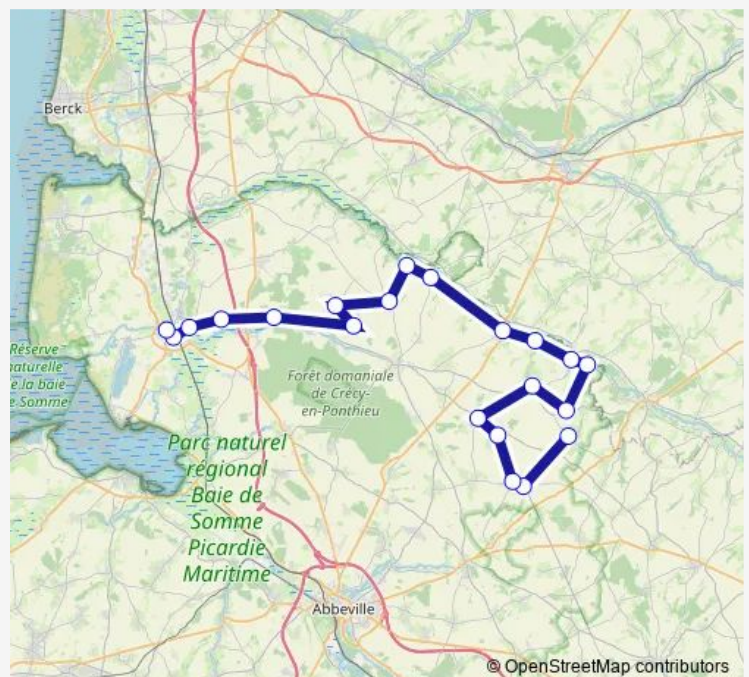 Berck
Réserve
naturelle
de la baie
de Somme
Forêt domaniale
de Crécy-
en-Ponthieu
Parc naturel
régional
Baie de
Somme
Picardie
Maritime
Abbeville
© OpenStreetMap contributors